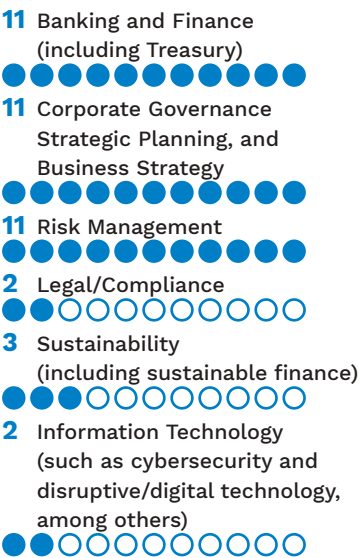 11 Banking and Finance
(including Treasury)
11 Corporate Governance
Strategic Planning, and
Business Strategy
11 Risk Management
2 Legal/Compliance
3 Sustainability
(including sustainable finance)
2 Information Technology
(such as cybersecurity and
disruptive/digital technology,
among others)